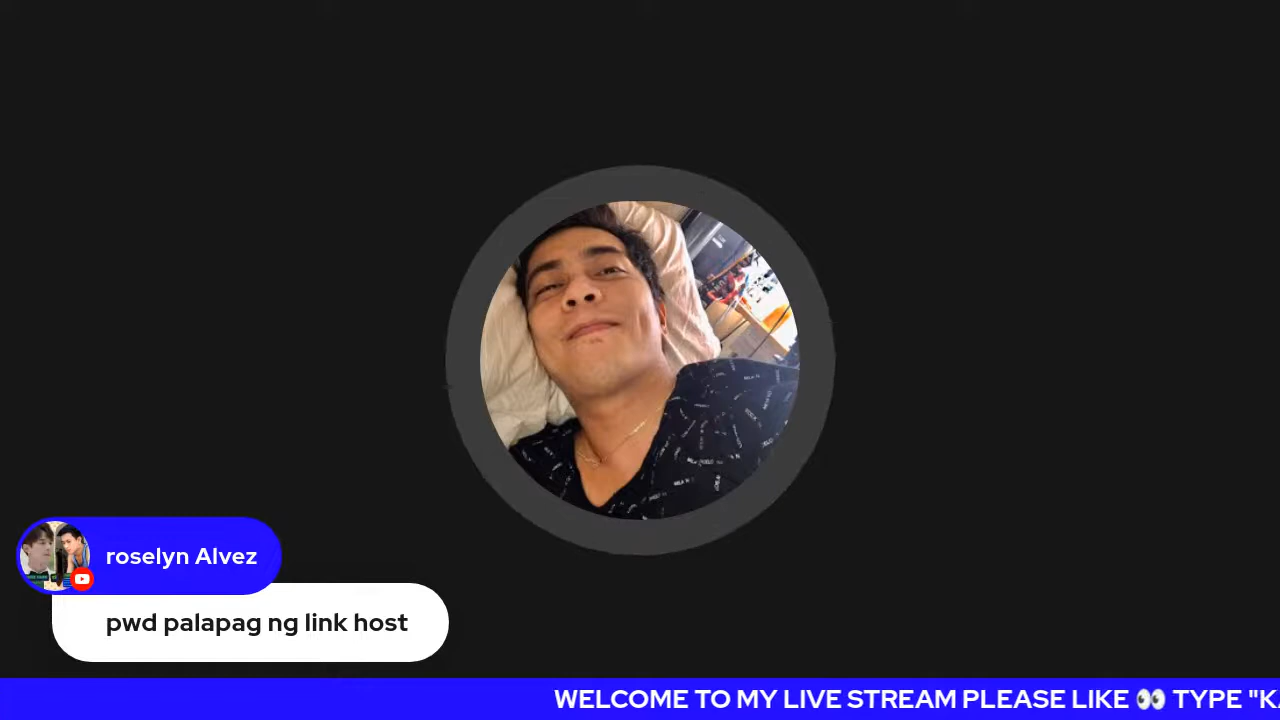 roselyn Alvez
pwd palapag ng link host
WELCOME TO MY LIVE STREAM PLEASE LIKE 👀 TYPE "K